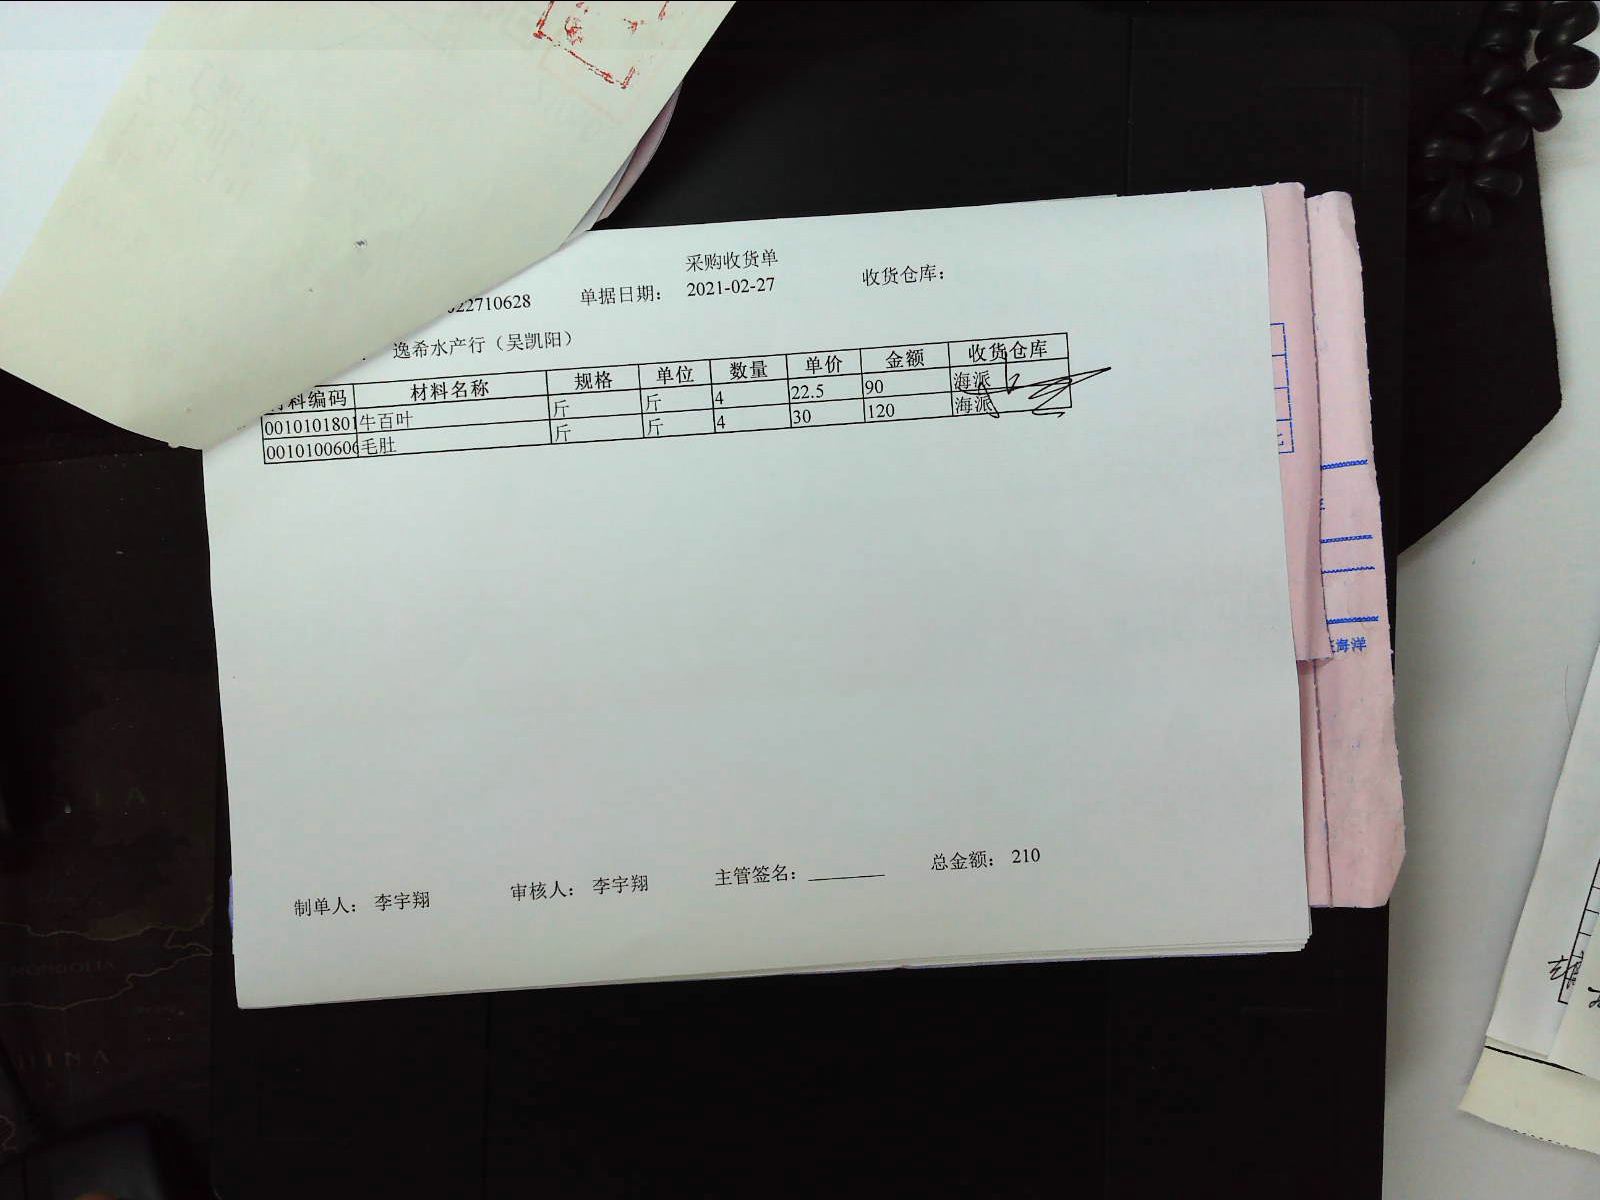 采购收货单
22710628 单据日期： 2021-02-27 收货仓库：
逸希水产行（吴凯阳）
料编码 材料名称 规格 单位 数量 单价 金额 收货仓库
0010101801 牛百叶 斤 斤 4 22.5 90 海派
0010100606 毛肚 斤 斤 4 30 120 海派
制单人： 李宇翔 审核人： 李宇翔 主管签名： 总金额： 210
海洋